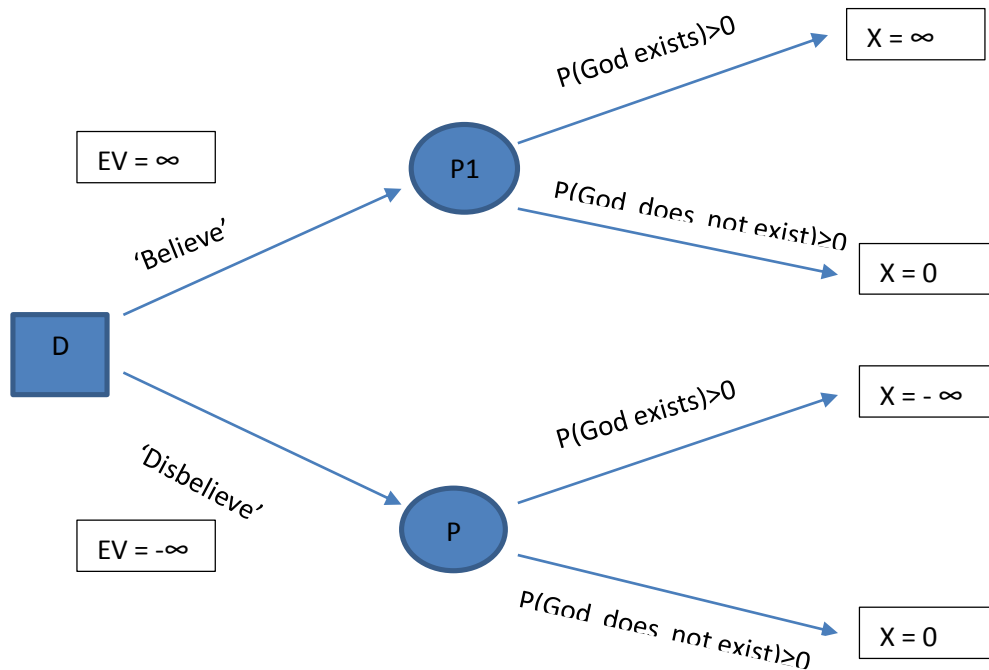 P(God exists)>0
X = ∞
EV = ∞
P1
P(God does not exist)≥0
‘Believe’
X = 0
D
P(God exists)>0
X = - ∞
‘Disbelieve’
P
EV = -∞
P(God does not exist)≥0
X = 0